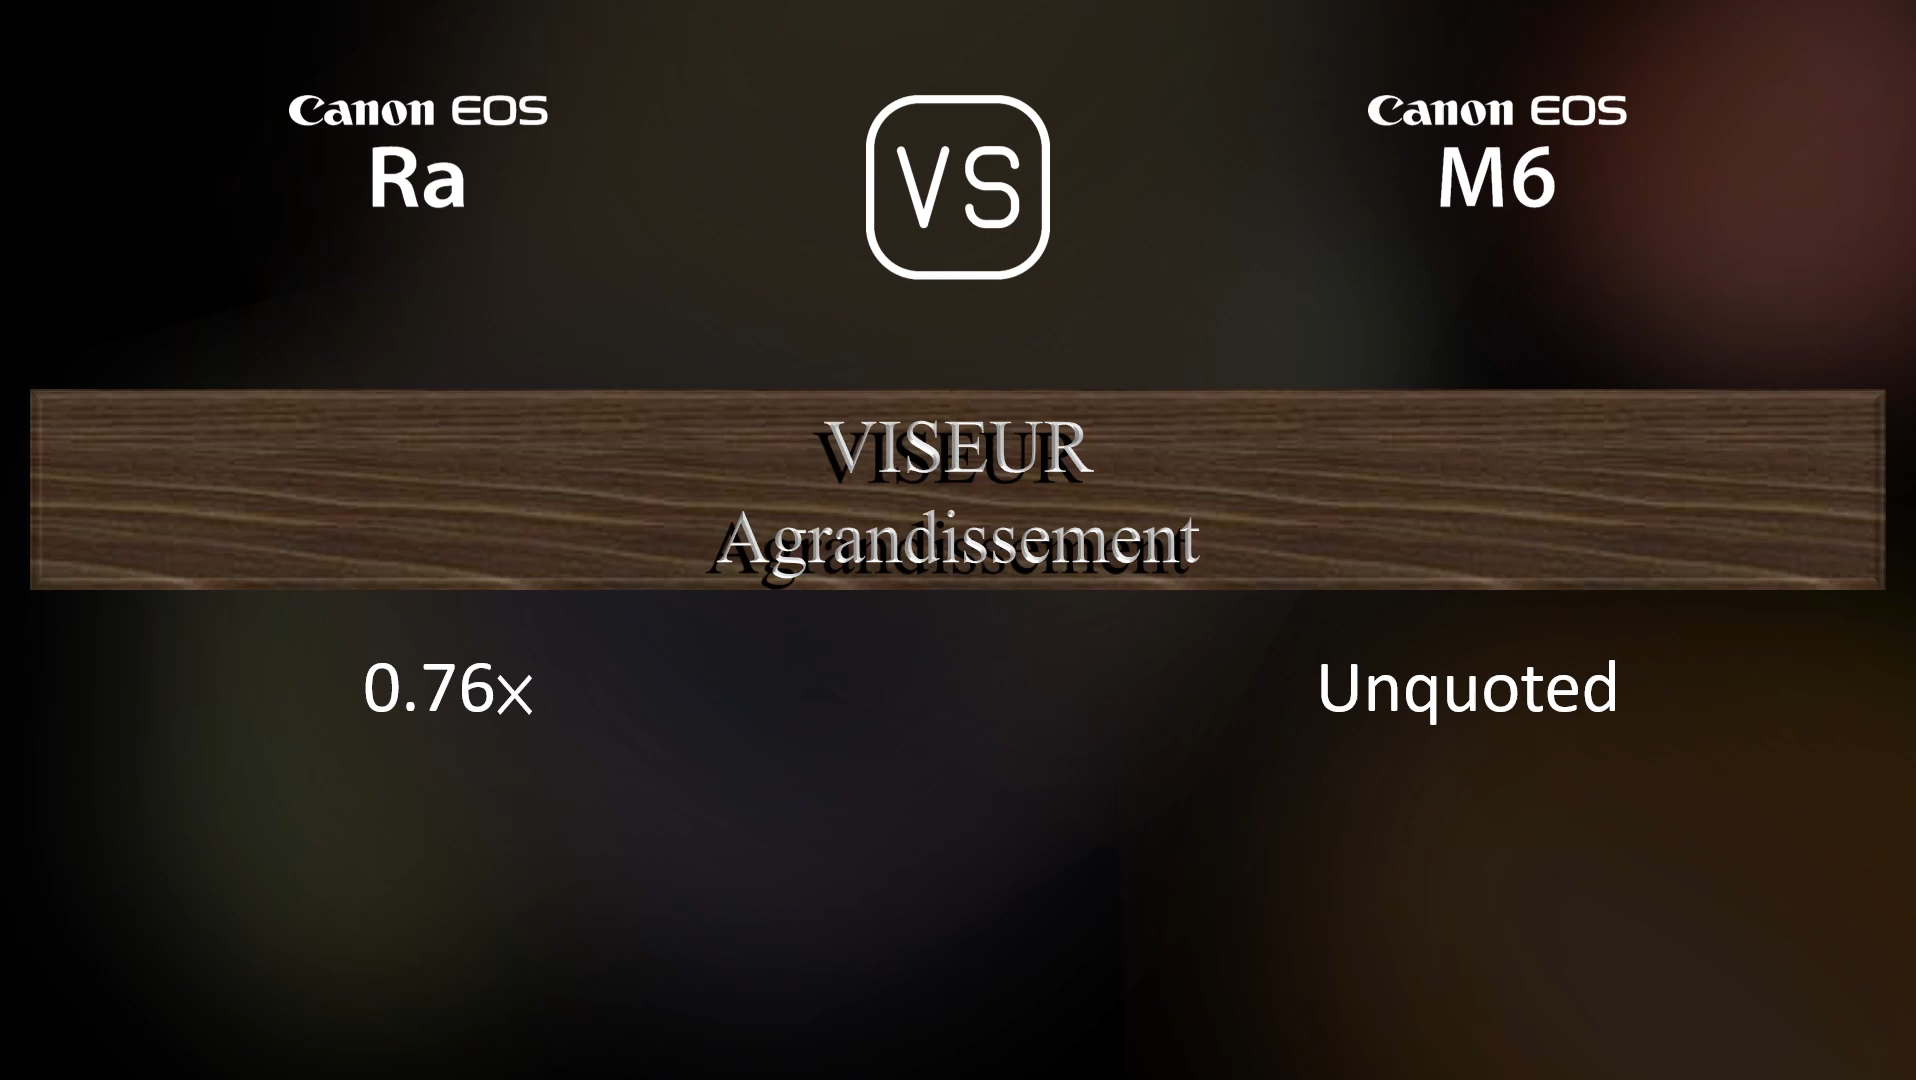 Canon EOS
Ra
VS
Canon EOS
M6
VISEUR
Agrandissement
0.76x
Unquoted